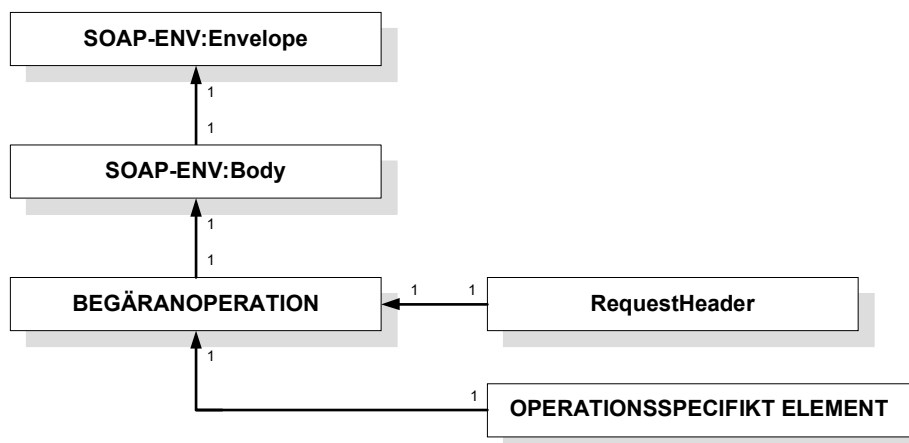 SOAP-ENV:Envelope
1
1
SOAP-ENV:Body
1
1
BEGÄRANOPERATION
1
1
RequestHeader
1
1
OPERATIONSSPECIFIKT ELEMENT